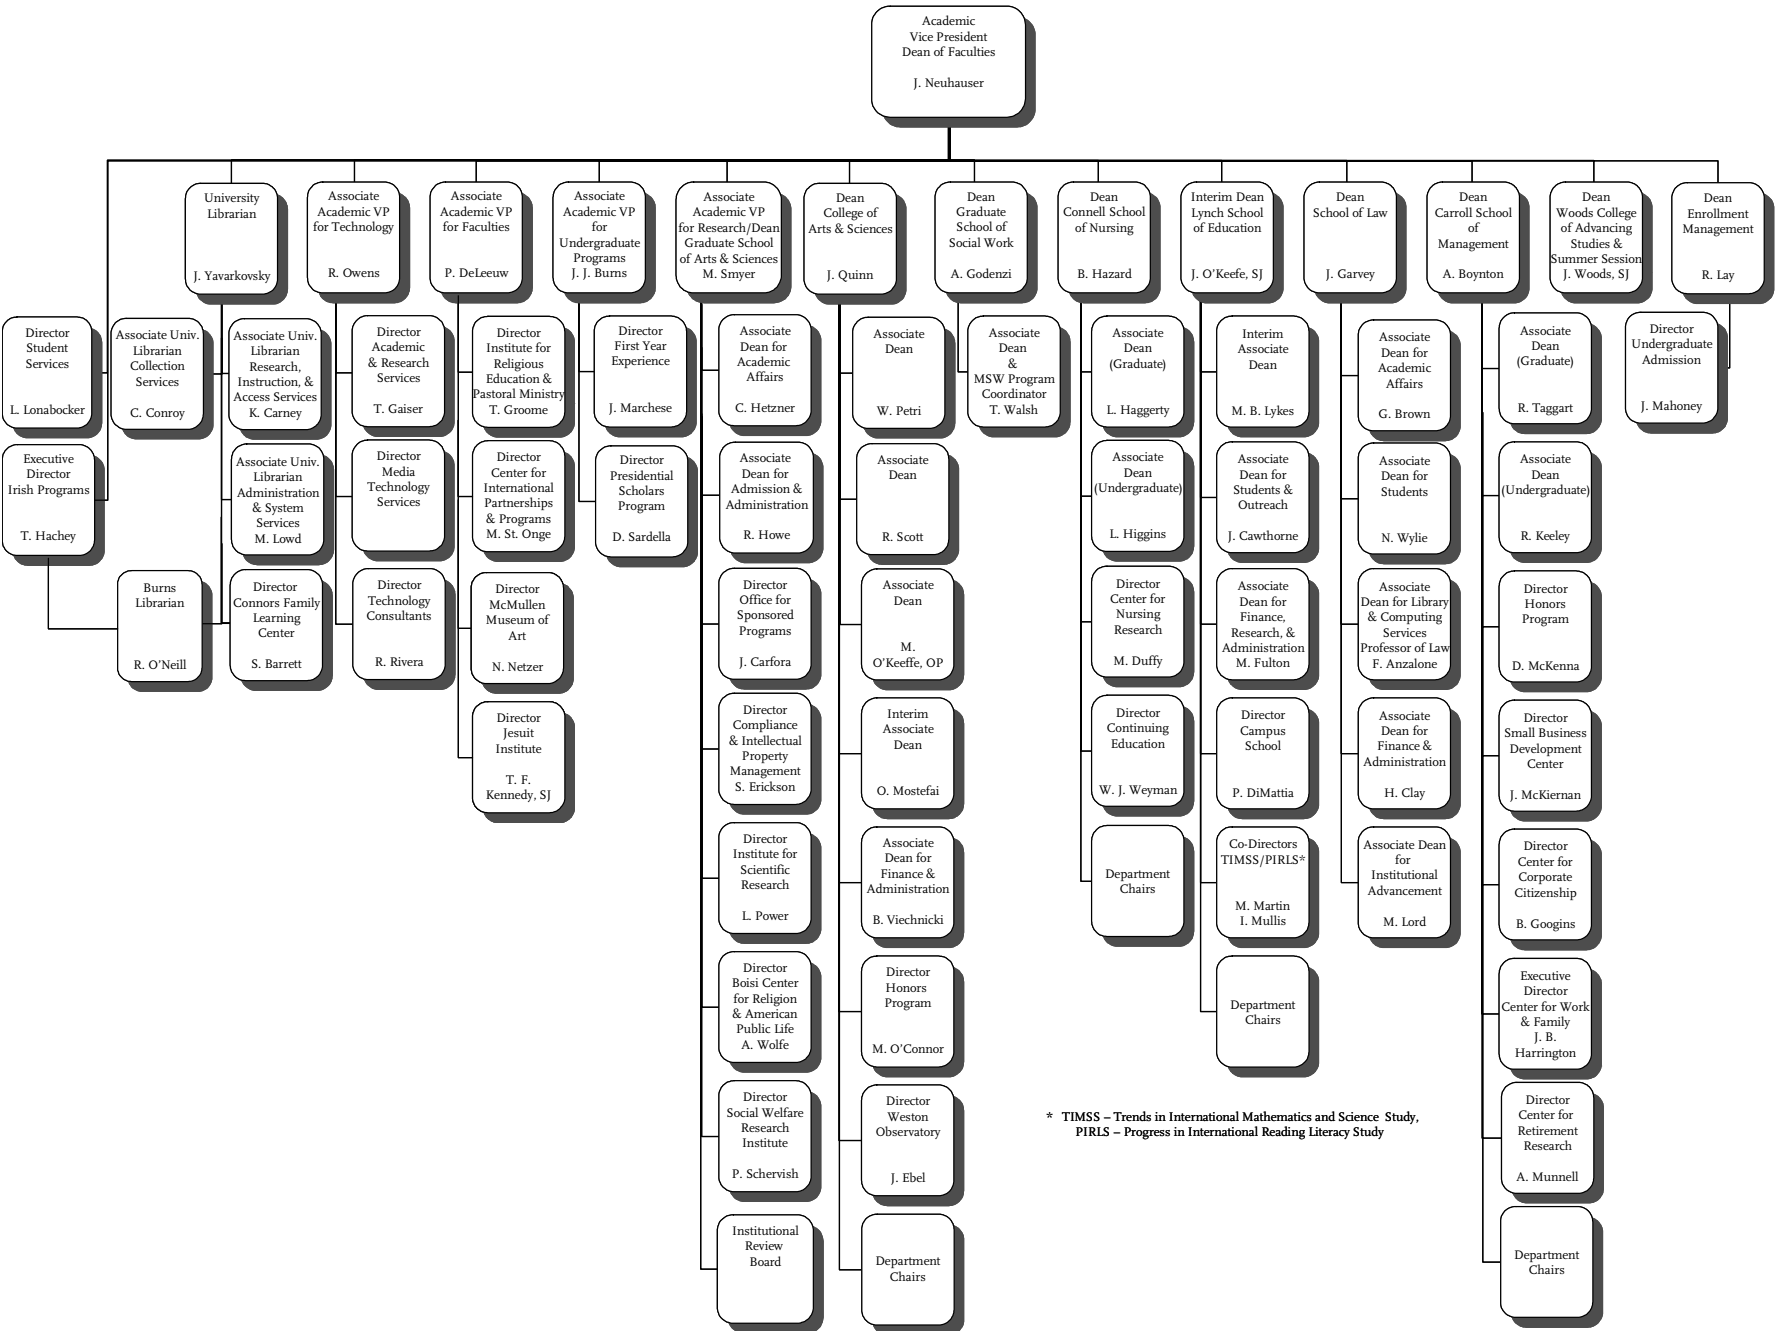 Academic
Vice President
Dean of Faculties
J. Neuhauser
University
Librarian
J. Yavarkovsky
Associate
Academic VP
for Technology
R. Owens
Associate
Academic VP
for Faculties
P. DeLeeuw
Associate
Academic VP
for
Undergraduate
Programs
J. J. Burns
Associate
Academic VP
for Research/Dean
Graduate School
of Arts & Sciences
M. Smyer
Dean
College of
Arts & Sciences
J. Quinn
Dean
Graduate
School of
Social Work
A. Godenzi
Dean
Connell School
of Nursing
B. Hazard
Interim Dean
Lynch School
of Education
J. O'Keefe, SJ
Dean
School of Law
J. Garvey
Dean
Carroll School
of
Management
A. Boynton
Dean
Woods College
of Advancing
Studies &
Summer Session
J. Woods, SJ
Dean
Enrollment
Management
R. Lay
Director
Student
Services
L. Lonabocker
Associate Univ.
Librarian
Collection
Services
C. Conroy
Associate Univ.
Librarian
Research,
Instruction, &
Access Services
K. Carney
Director
Academic
& Research
Services
T. Gaiser
Director
Institute for
Religious
Education &
Pastoral Ministry
T. Groome
Director
First Year
Experience
J. Marchese
Associate
Dean for
Academic
Affairs
C. Hetzner
Associate
Dean
W. Petri
Associate
Dean
&
MSW Program
Coordinator
T. Walsh
Associate
Dean
(Graduate)
L. Haggerty
Interim
Associate
Dean
M. B. Lykes
Associate
Dean for
Academic
Affairs
G. Brown
Associate
Dean
(Graduate)
R. Taggart
Director
Undergraduate
Admission
J. Mahoney
Executive
Director
Irish Programs
T. Hachey
Associate Univ.
Librarian
Administration
& System
Services
M. Lowd
Director
Media
Technology
Services
Director
Center for
International
Partnerships
& Programs
M. St. Onge
Director
Presidential
Scholars
Program
D. Sardella
Associate
Dean for
Admission &
Administration
R. Howe
Associate
Dean
R. Scott
Associate
Dean
(Undergraduate)
L. Higgins
Associate
Dean for
Students &
Outreach
J. Cawthorne
Associate
Dean for
Students
N. Wylie
Associate
Dean
(Undergraduate)
R. Keeley
Burns
Librarian
R. O'Neill
Director
Connors Family
Learning
Center
S. Barrett
Director
Technology
Consultants
R. Rivera
Director
McMullen
Museum of
Art
N. Netzer
Director
Office for
Sponsored
Programs
J. Carfora
Associate
Dean
M.
O'Keeffe, OP
Director
Center for
Nursing
Research
M. Duffy
Associate
Dean for
Finance,
Research, &
Administration
M. Fulton
Associate
Dean for Library
& Computing
Services
Professor of Law
F. Anzalone
Director
Honors
Program
D. McKenna
Director
Jesuit
Institute
T. F.
Kennedy, SJ
Director
Compliance
& Intellectual
Property
Management
S. Erickson
Interim
Associate
Dean
O. Mostefai
Director
Continuing
Education
W. J. Weyman
Director
Campus
School
P. DiMattia
Associate
Dean for
Finance &
Administration
H. Clay
Director
Small Business
Development
Center
J. McKiernan
Director
Institute for
Scientific
Research
L. Power
Associate
Dean for
Finance &
Administration
B. Viechnicki
Department
Chairs
Co-Directors
TIMSS/PIRLS*
M. Martin
I. Mullis
Associate Dean
for
Institutional
Advancement
M. Lord
Director
Center for
Corporate
Citizenship
B. Googins
Director
Boisi Center
for Religion
& American
Public Life
A. Wolfe
Director
Honors
Program
M. O'Connor
Department
Chairs
Executive
Director
Center for Work
& Family
J. B.
Harrington
Director
Social Welfare
Research
Institute
P. Schervish
Director
Weston
Observatory
J. Ebel
* TIMSS – Trends in International Mathematics and Science Study,
PIRLS – Progress in International Reading Literacy Study
Director
Center for
Retirement
Research
A. Munnell
Institutional
Review
Board
Department
Chairs
Department
Chairs